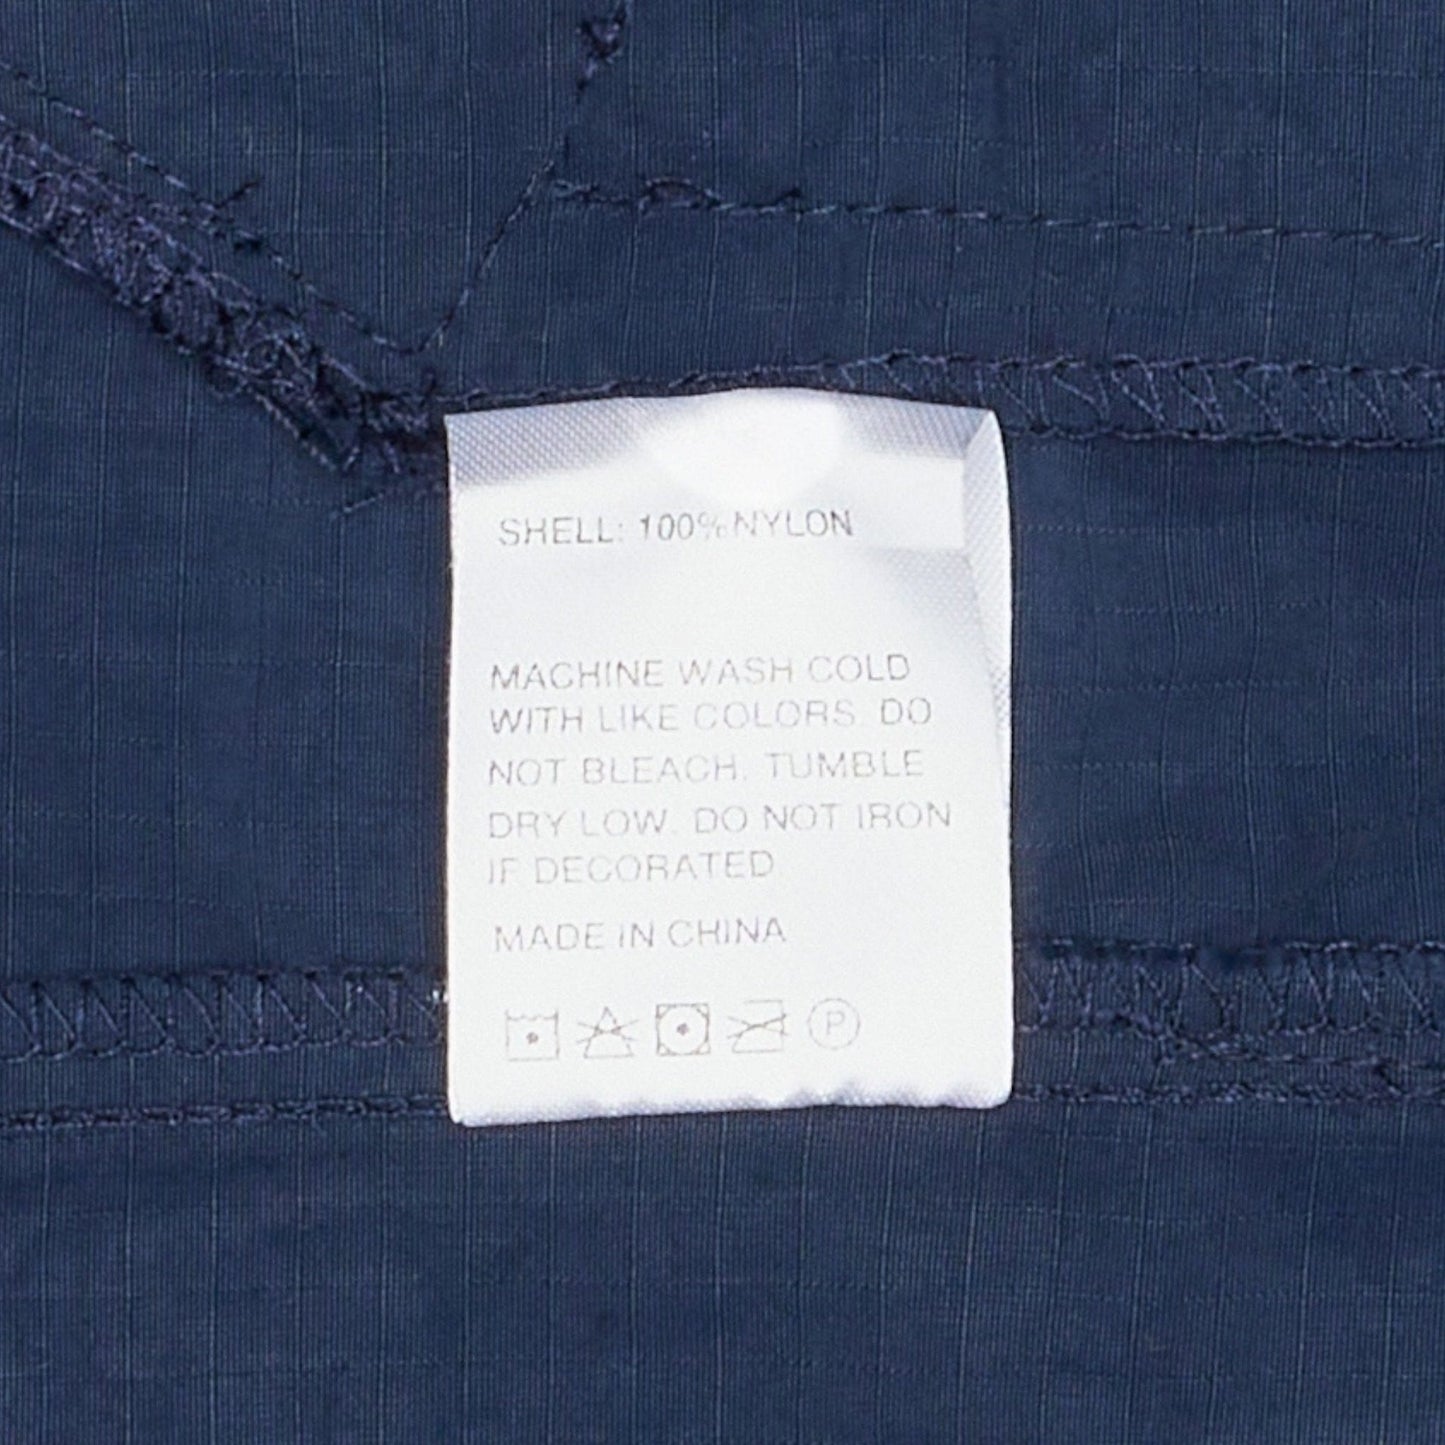 SHELL: 100% NYLON
MACHINE WASH COLD
WITH LIKE COLORS. DO
NOT BLEACH. TUMBLE
DRY LOW. DO NOT IRON
IF DECORATED
MADE IN CHINA
P